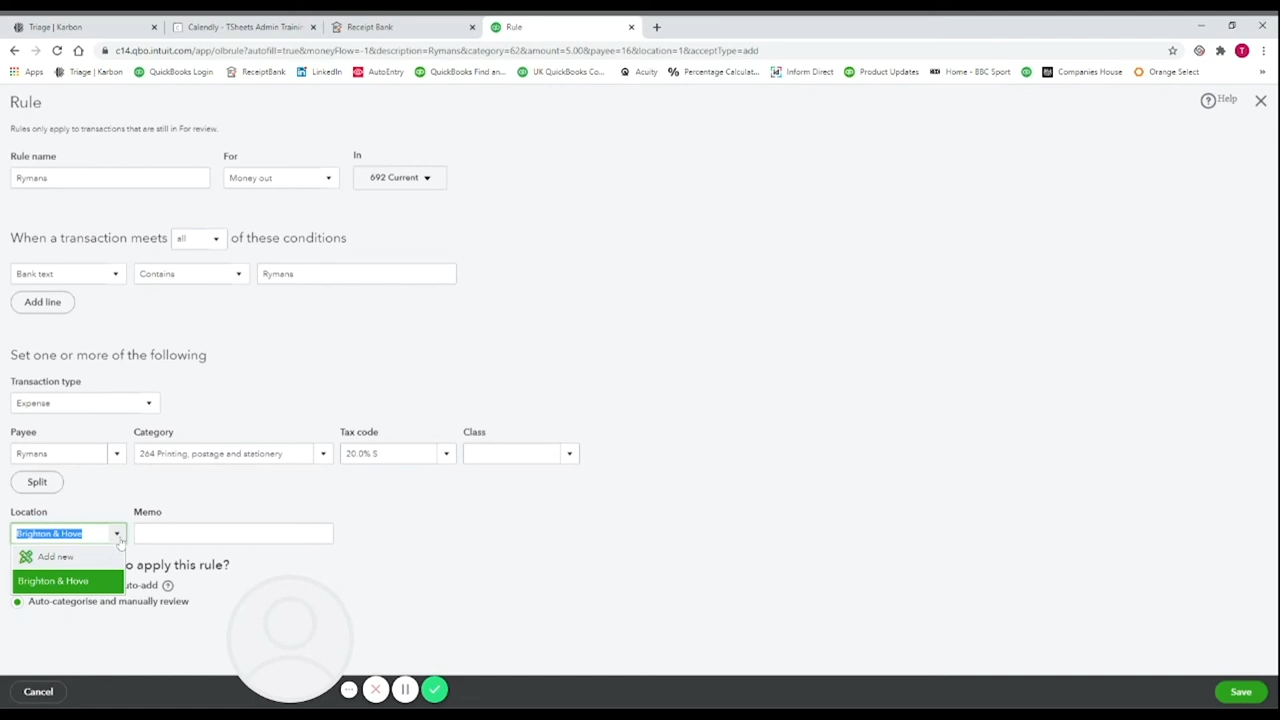 Triage | Karbon
Calendly - TSheets Admin Trainin
Receipt Bank
Rule
c14.qbo.intuit.com/app/olbrule?autofill=true&moneyFlow=-1&description=Rymans&category=62&amount=5.00&payee=16&location=1&acceptType=add
T
Apps
Triage | Karbon
QuickBooks Login
ReceiptBank
LinkedIn
AutoEntry
QuickBooks Find an...
UK QuickBooks Co...
Acuity
Percentage Calculat...
Inform Direct
Product Updates
Home - BBC Sport
Companies House
Orange Select
Rule
Help
Rules only apply to transactions that are still in For review.
Rule name
For
In
Rymans
Money out
692 Current
When a transaction meets all of these conditions
Bank text
Contains
Rymans
Add line
Set one or more of the following
Transaction type
Expense
Payee
Category
Tax code
Class
Rymans
264 Printing, postage and stationery
20.0% S
Split
Location
Memo
Brighton & Hove
Add new
o apply this rule?
Brighton & Hove
uto-add
Auto-categorise and manually review
Cancel
Save